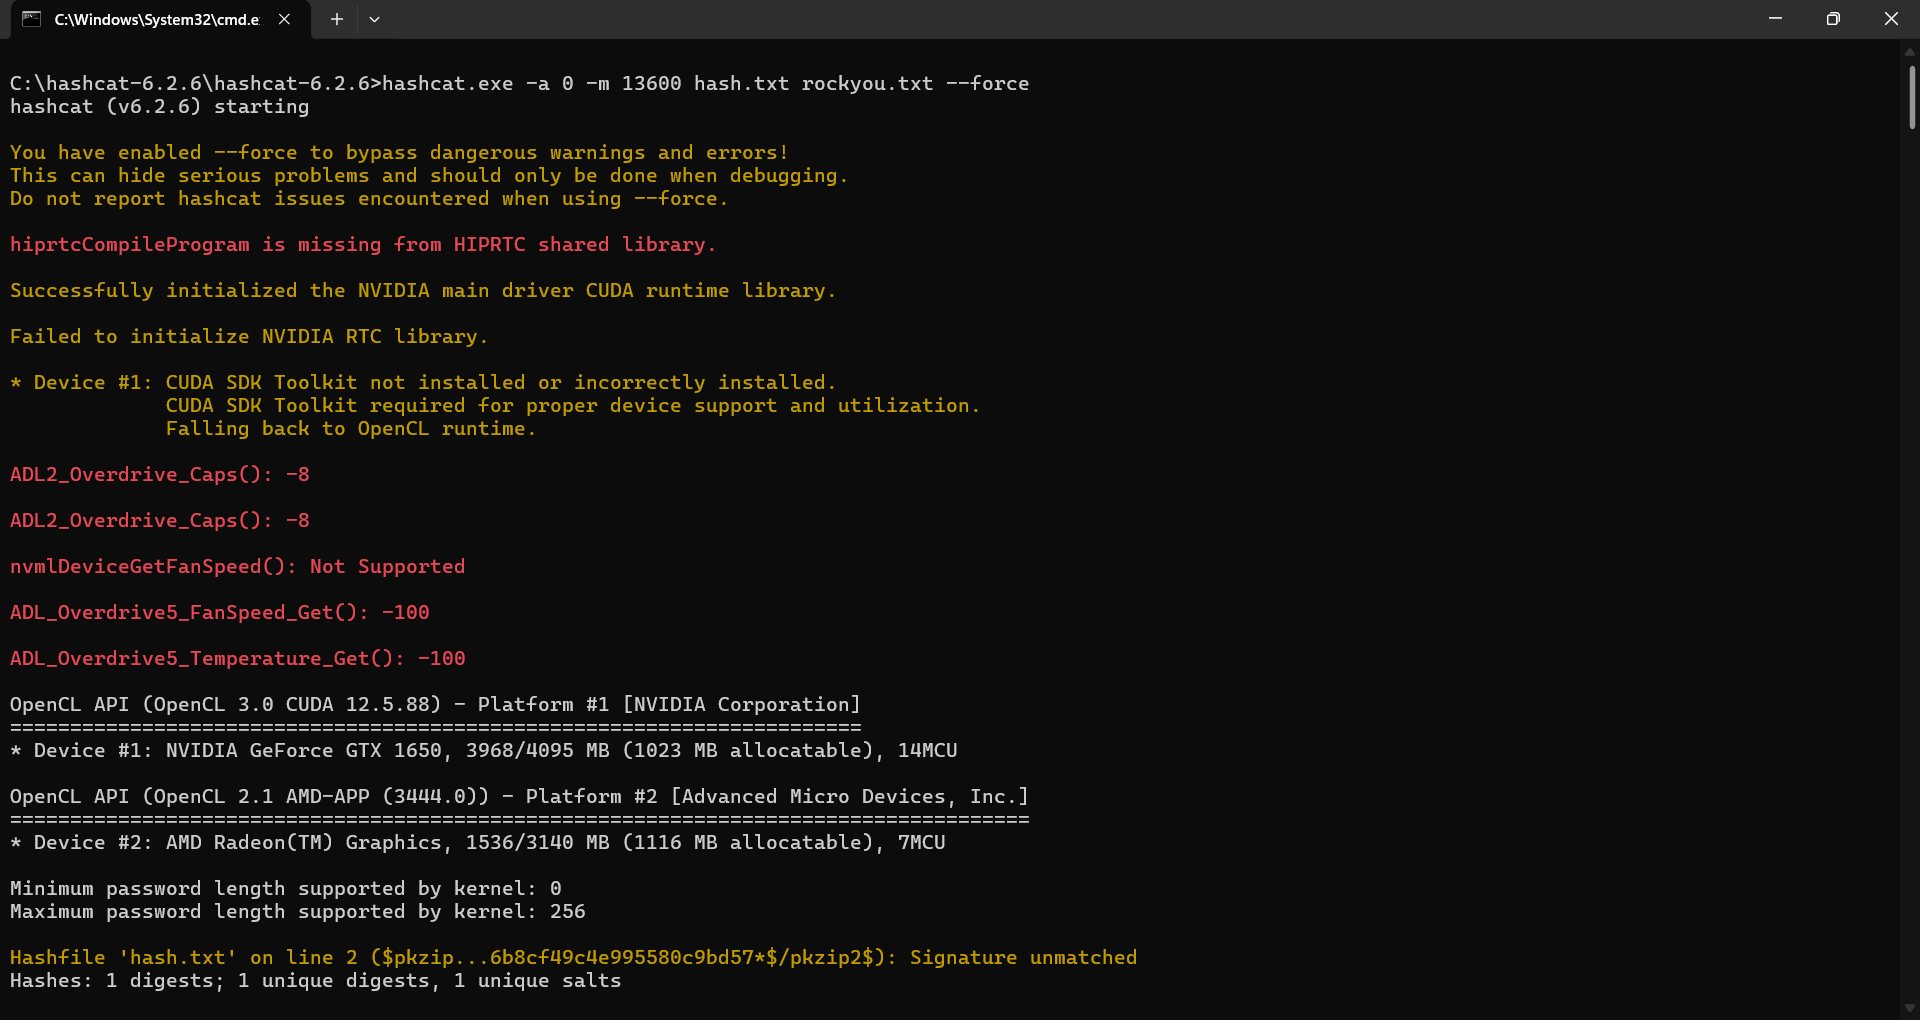 C:\Windows\System32\cmd.e
C:\hashcat-6.2.6\hashcat-6.2.6>hashcat.exe -a 0 -m 13600 hash.txt rockyou.txt --force
hashcat (v6.2.6) starting
You have enabled --force to bypass dangerous warnings and errors!
This can hide serious problems and should only be done when debugging.
Do not report hashcat issues encountered when using --force.
hiprtcCompileProgram is missing from HIPRTC shared library.
Successfully initialized the NVIDIA main driver CUDA runtime library.
Failed to initialize NVIDIA RTC library.
* Device #1: CUDA SDK Toolkit not installed or incorrectly installed.
CUDA SDK Toolkit required for proper device support and utilization.
Falling back to OpenCL runtime.
ADL2_Overdrive_Caps(): -8
ADL2_Overdrive_Caps(): -8
nvmlDeviceGetFanSpeed(): Not Supported
ADL_Overdrive5_FanSpeed_Get(): -100
ADL_Overdrive5_Temperature_Get(): -100
OpenCL API (OpenCL 3.0 CUDA 12.5.88) - Platform #1 [NVIDIA Corporation]
=======================================================================
* Device #1: NVIDIA GeForce GTX 1650, 3968/4095 MB (1023 MB allocatable), 14MCU
OpenCL API (OpenCL 2.1 AMD-APP (3444.0)) - Platform #2 [Advanced Micro Devices, Inc.]
=====================================================================================
* Device #2: AMD Radeon(TM) Graphics, 1536/3140 MB (1116 MB allocatable), 7MCU
Minimum password length supported by kernel: 0
Maximum password length supported by kernel: 256
Hashfile 'hash.txt' on line 2 ($pkzip...6b8cf49c4e995580c9bd57*$/pkzip2$): Signature unmatched
Hashes: 1 digests; 1 unique digests, 1 unique salts